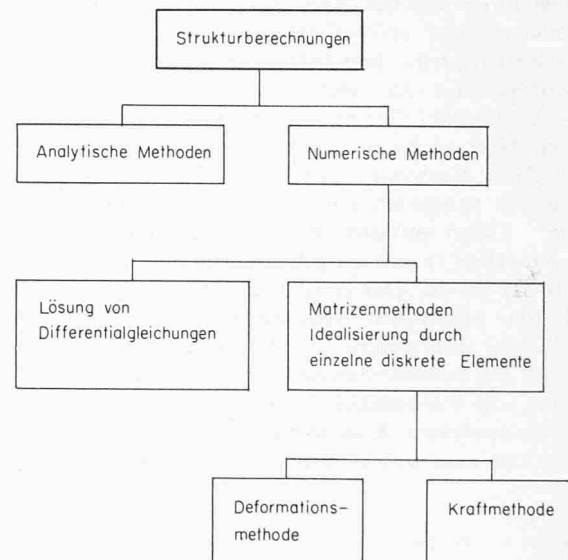 Strukturberechnungen
Analytische Methoden
Numerische Methoden
Lösung von
Differentialgleichungen
Matrizenmethoden
Idealisierung durch
einzelne diskrete Elemente
Deformations-
methode
Kraftmethode